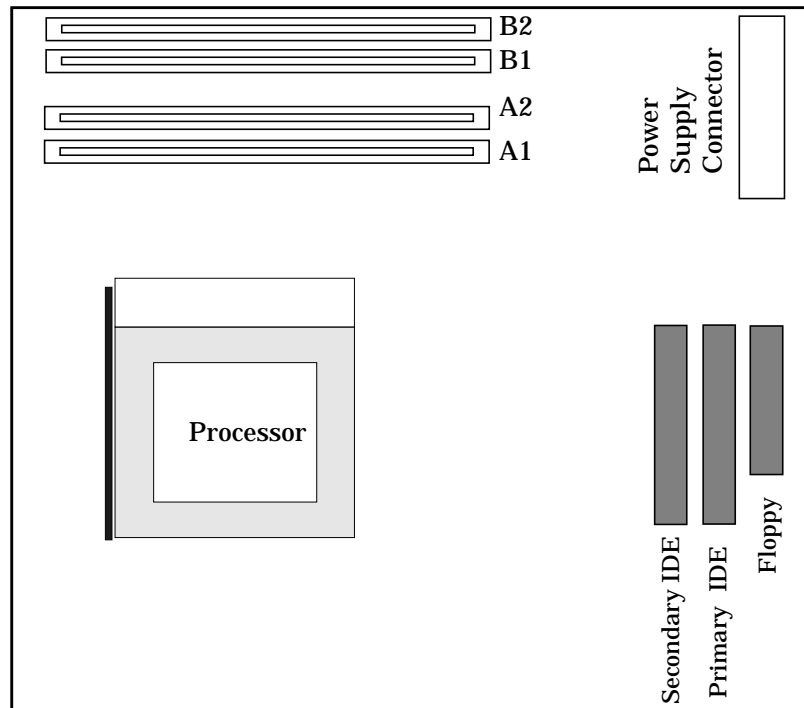 B2
B1
A2
A1
Power
Supply
Connector
Processor
Secondary IDE
Primary IDE
Floppy